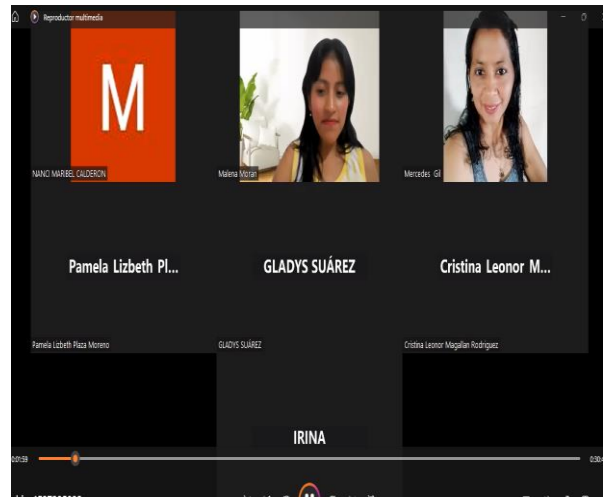 Reproductor multimedia
M
NANCI MARIBEL CALDERON
Malena Moran
Mercedes Gil
Pamela Lizbeth Pl...
GLADYS SUÁREZ
Cristina Leonor M...
Pamela Lizbeth Plaza Moreno
GLADYS SUÁREZ
Cristina Leonor Magallan Rodriguez
IRINA
0:01:59